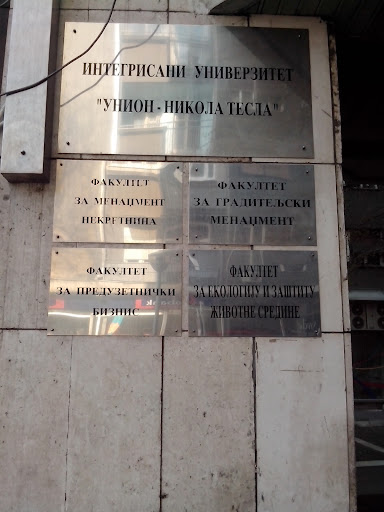 ИНТЕГРИСАНИ УНИВЕРЗИТЕТ
"УНИОН - НИКОЛА ТЕСЛА"
ФАКУЛТЕТ
ЗА МЕНАЏМЕНТ
НЕКРЕТНИНА
ФАКУЛТЕТ
ЗА ГРАДИТЕЉСКИ
МЕНАЏМЕНТ
ФАКУЛТЕТ
ЗА ПРЕДУЗЕТНИЧКИ
БИЗНИС
ФАКУЛТЕТ
ЗА ЕКОЛОГИЈУ И ЗАШТИТУ
ЖИВОТНЕ СРЕДИНЕ